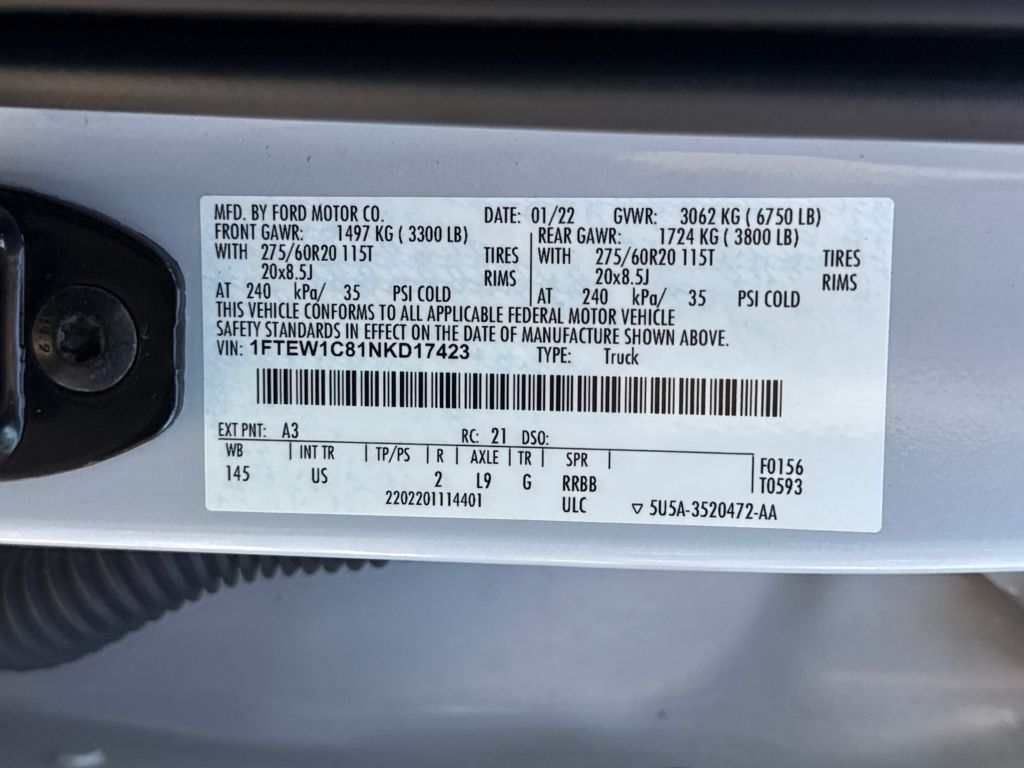 MFD. BY FORD MOTOR CO. DATE: 01/22 GVWR: 3062 KG ( 6750 LB)
FRONT GAWR: 1497 KG ( 3300 LB) REAR GAWR: 1724 KG ( 3800 LB)
WITH 275/60R20 115T TIRES WITH 275/60R20 115T TIRES
20x8.5J RIMS 20x8.5J RIMS
AT 240 kPa/ 35 PSI COLD AT 240 kPa/ 35 PSI COLD
THIS VEHICLE CONFORMS TO ALL APPLICABLE FEDERAL MOTOR VEHICLE
SAFETY STANDARDS IN EFFECT ON THE DATE OF MANUFACTURE SHOWN ABOVE.
VIN: 1FTEW1C81NKD17423 TYPE: Truck
EXT PNT: A3 RC: 21 DSO:
WB INT TR TP/PS R AXLE TR SPR F0156
145 US 2 L9 G RRBB T0593
2202201114401 ULC ▽ 5U5A-3520472-AA